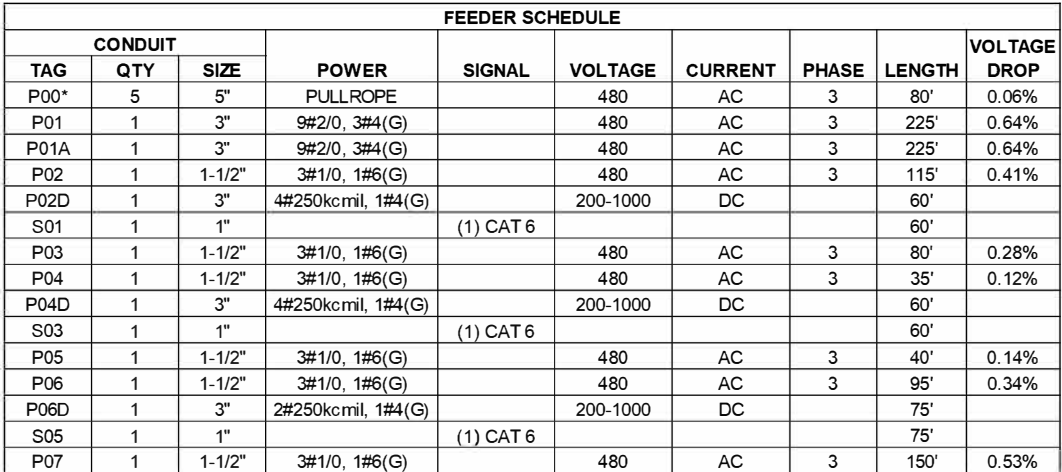 FEEDER SCHEDULE
CONDUIT
TAG QTY SIZE POWER SIGNAL VOLTAGE CURRENT PHASE LENGTH VOLTAGE DROP
P00* 5 5" PULLROPE 480 AC 3 80' 0.06%
P01 1 3" 9#2/0, 3#4(G) 480 AC 3 225' 0.64%
P01A 1 3" 9#2/0, 3#4(G) 480 AC 3 225' 0.64%
P02 1 1-1/2" 3#1/0, 1#6(G) 480 AC 3 115' 0.41%
P02D 1 3" 4#250kcmil, 1#4(G) 200-1000 DC 60'
S01 1 1" (1) CAT 6 60'
P03 1 1-1/2" 3#1/0, 1#6(G) 480 AC 3 80' 0.28%
P04 1 1-1/2" 3#1/0, 1#6(G) 480 AC 3 35' 0.12%
P04D 1 3" 4#250kcmil, 1#4(G) 200-1000 DC 60'
S03 1 1" (1) CAT 6 60'
P05 1 1-1/2" 3#1/0, 1#6(G) 480 AC 3 40' 0.14%
P06 1 1-1/2" 3#1/0, 1#6(G) 480 AC 3 95' 0.34%
P06D 1 3" 2#250kcmil, 1#4(G) 200-1000 DC 75'
S05 1 1" (1) CAT 6 75'
P07 1 1-1/2" 3#1/0, 1#6(G) 480 AC 3 150' 0.53%